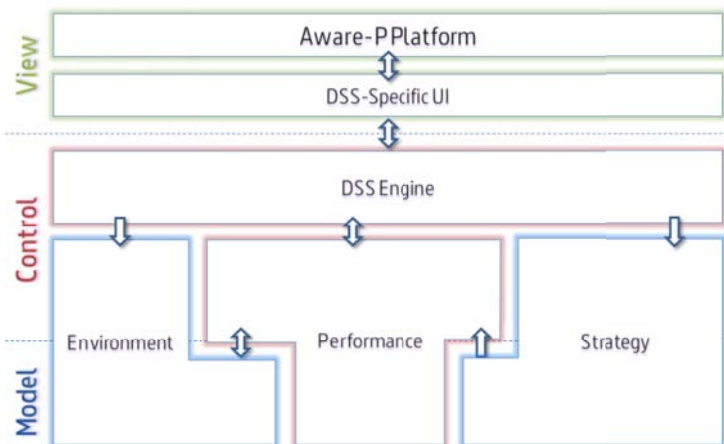 View
Aware-P Platform
DSS-Specific UI
Control
DSS Engine
Environment
Performance
Strategy
Model